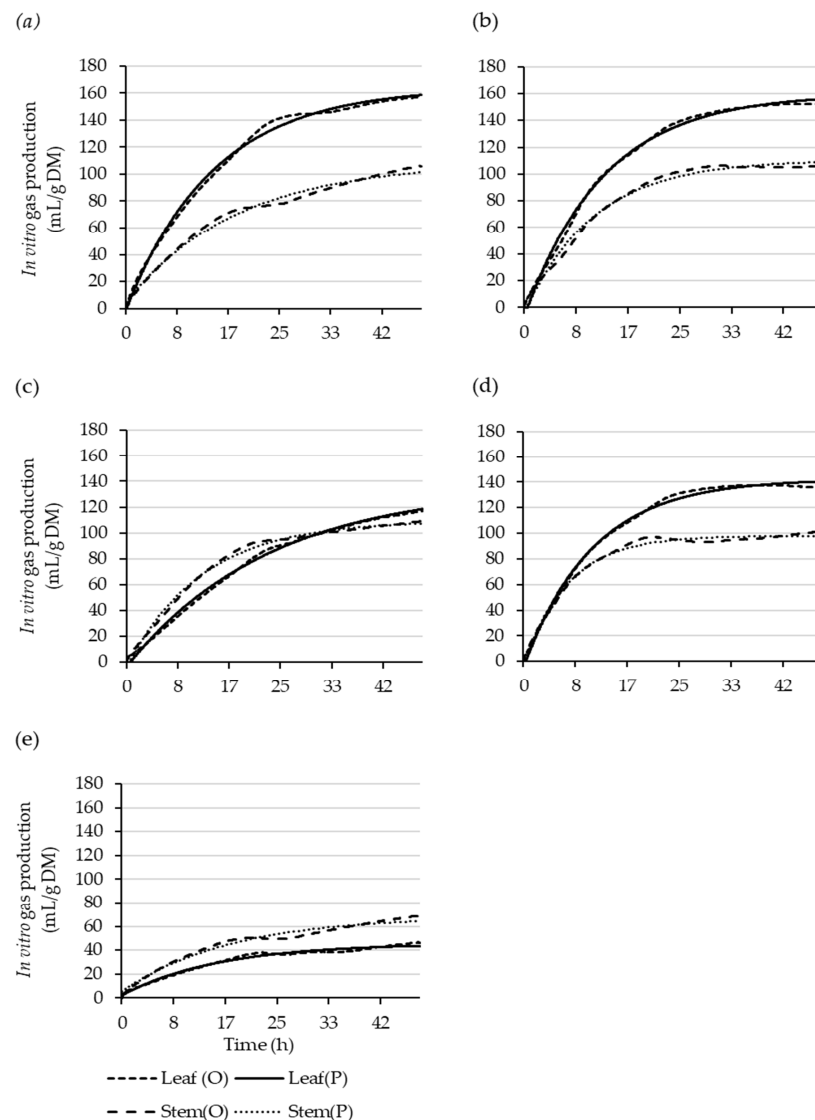 (a)
180
160
140
120
100
80
60
40
20
0
In vitro gas production
(mL/g DM)
0 8 17 25 33 42
(b)
180
160
140
120
100
80
60
40
20
0
0 8 17 25 33 42
(c)
180
160
140
120
100
80
60
40
20
0
In vitro gas production
(mL/g DM)
0 8 17 25 33 42
(d)
180
160
140
120
100
80
60
40
20
0
0 8 17 25 33 42
(e)
180
160
140
120
100
80
60
40
20
0
In vitro gas production
(mL/g DM)
0 8 17 25 33 42
Time (h)
Leaf (O) Leaf(P)
Stem(O) Stem(P)